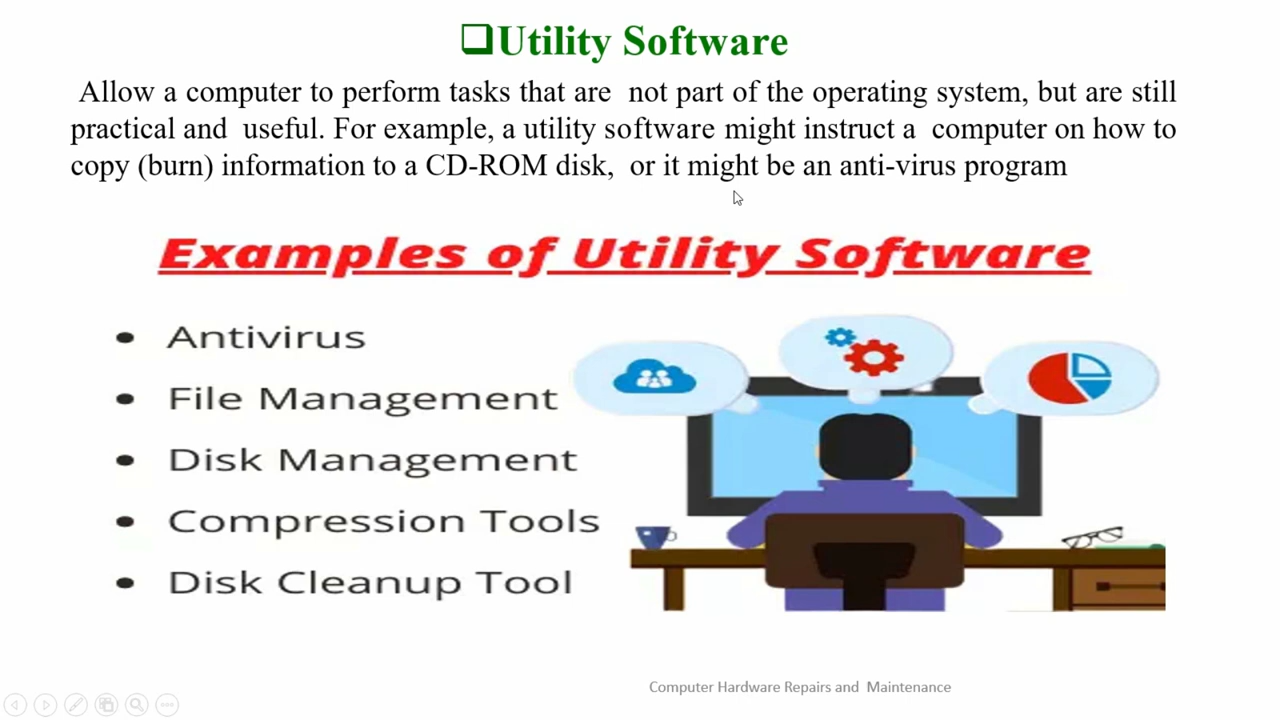 ❑Utility Software
Allow a computer to perform tasks that are not part of the operating system, but are still
practical and useful. For example, a utility software might instruct a computer on how to
copy (burn) information to a CD-ROM disk, or it might be an anti-virus program
Examples of Utility Software
• Antivirus
• File Management
• Disk Management
• Compression Tools
• Disk Cleanup Tool
Computer Hardware Repairs and Maintenance